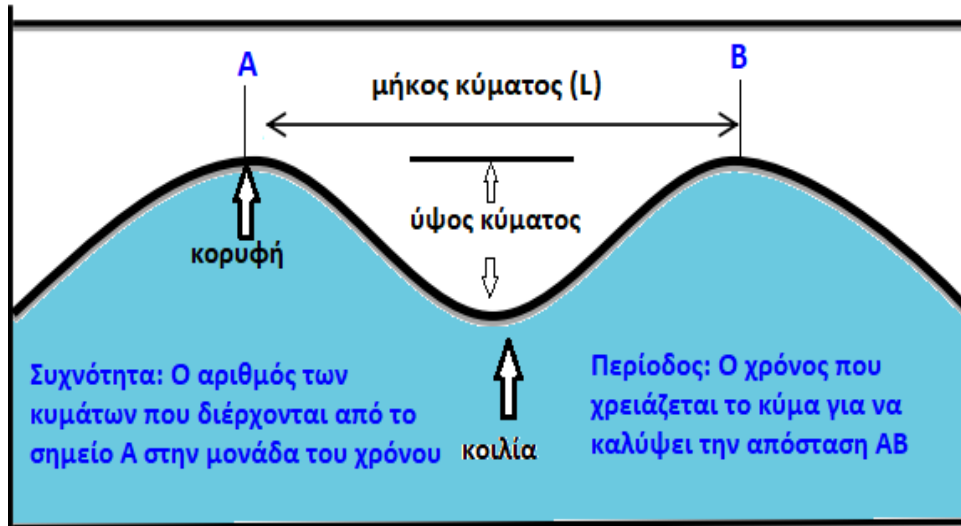 A
B
μήκος κύματος (L)
ύψος κύματος
κορυφή
Συχνότητα: Ο αριθμός των
κυμάτων που διέρχονται από το
σημείο Α στην μονάδα του χρόνου
κοιλία
Περίοδος: Ο χρόνος που
χρειάζεται το κύμα για να
καλύψει την απόσταση ΑΒ